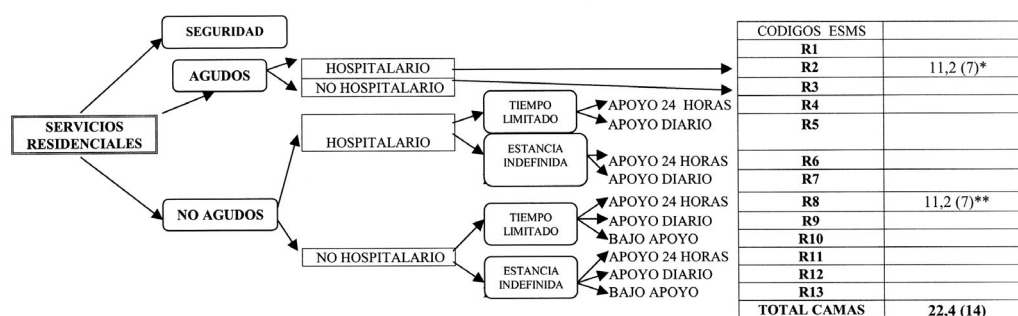 SEGURIDAD
AGUDOS
HOSPITALARIO
NO HOSPITALARIO
SERVICIOS
RESIDENCIALES
NO AGUDOS
HOSPITALARIO
TIEMPO
LIMITADO
APOYO 24 HORAS
APOYO DIARIO
ESTANCIA
INDEFINIDA
APOYO 24 HORAS
APOYO DIARIO
NO HOSPITALARIO
TIEMPO
LIMITADO
APOYO 24 HORAS
APOYO DIARIO
BAJO APOYO
ESTANCIA
INDEFINIDA
APOYO 24 HORAS
APOYO DIARIO
BAJO APOYO
CODIGOS ESMS
R1
R2 11,2 (7)*
R3
R4
R5
R6
R7
R8 11,2 (7)**
R9
R10
R11
R12
R13
TOTAL CAMAS 22,4 (14)